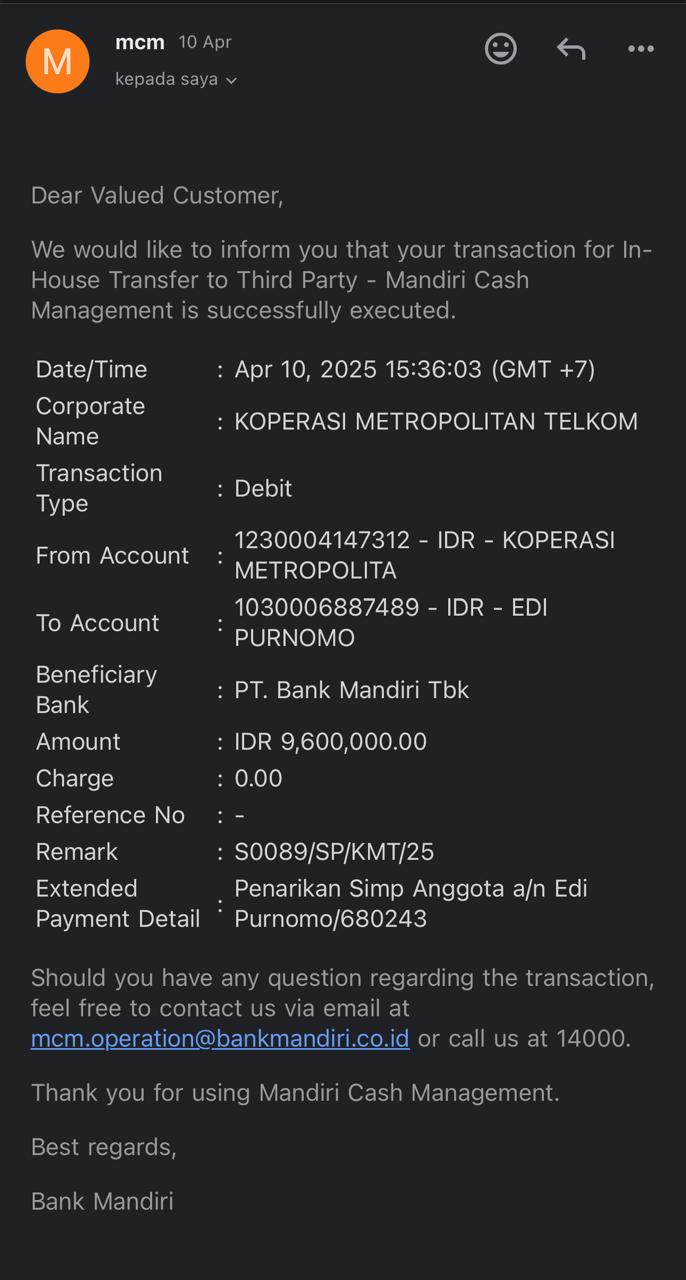 M
mcm 10 Apr
kepada saya
Dear Valued Customer,
We would like to inform you that your transaction for In-
House Transfer to Third Party - Mandiri Cash
Management is successfully executed.
Date/Time : Apr 10, 2025 15:36:03 (GMT +7)
Corporate
Name : KOPERASI METROPOLITAN TELKOM
Transaction
Type : Debit
From Account : 1230004147312 - IDR - KOPERASI
METROPOLITA
To Account : 1030006887489 - IDR - EDI
PURNOMO
Beneficiary
Bank : PT. Bank Mandiri Tbk
Amount : IDR 9,600,000.00
Charge : 0.00
Reference No : -
Remark : S0089/SP/KMT/25
Extended Payment Detail : Penarikan Simp Anggota a/n Edi
Purnomo/680243
Should you have any question regarding the transaction,
feel free to contact us via email at
mcm.operation@bankmandiri.co.id or call us at 14000.
Thank you for using Mandiri Cash Management.
Best regards,
Bank Mandiri